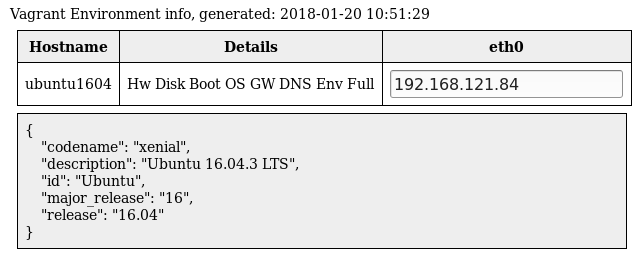 Vagrant Environment info, generated: 2018-01-20 10:51:29
Hostname Details eth0
ubuntu1604 Hw Disk Boot OS GW DNS Env Full 192.168.121.84
{
    "codename": "xenial",
    "description": "Ubuntu 16.04.3 LTS",
    "id": "Ubuntu",
    "major_release": "16",
    "release": "16.04"
}